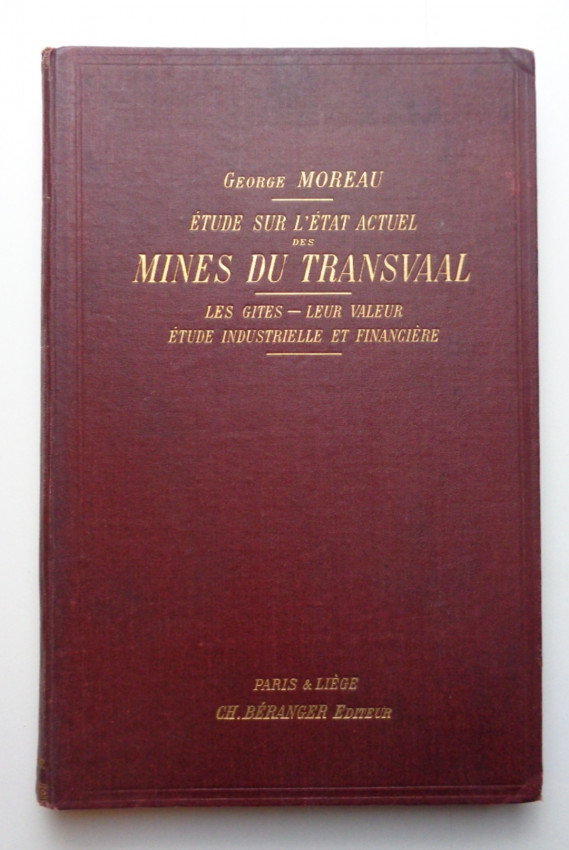 GEORGE MOREAU
ÉTUDE SUR L'ÉTAT ACTUEL
DES
MINES DU TRANSVAAL
LES GITES — LEUR VALEUR
ÉTUDE INDUSTRIELLE ET FINANCIÈRE
PARIS & LIÈGE
CH. BÉRANGER EDITEUR